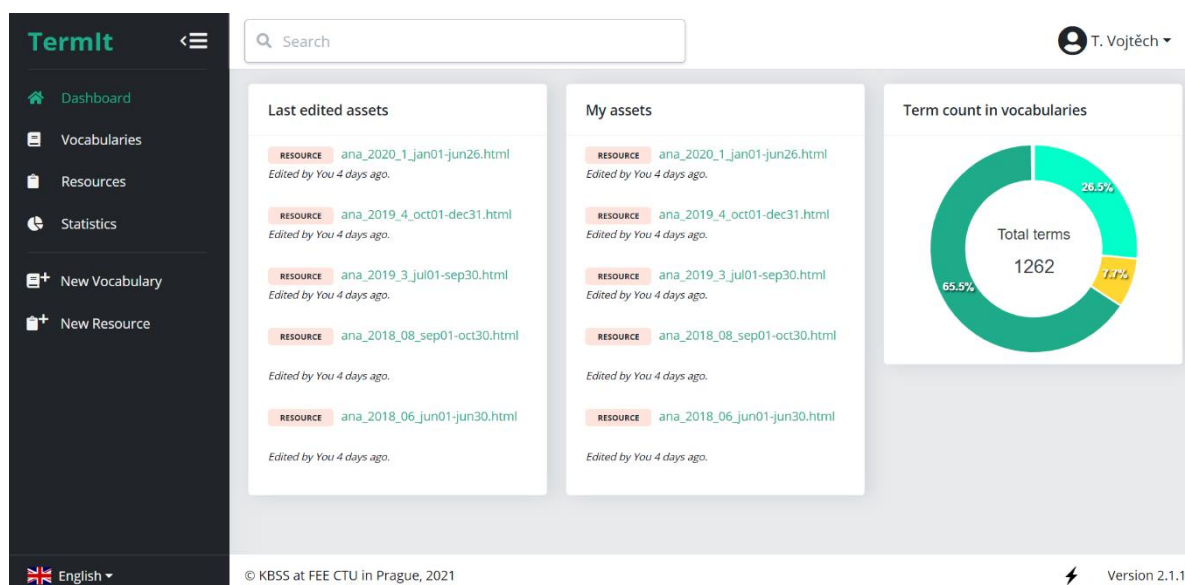 TermIt
Search
T. Vojtěch
Dashboard
Vocabularies
Resources
Statistics
New Vocabulary
New Resource
English
Last edited assets
RESOURCE ana_2020_1_jan01-jun26.html
Edited by You 4 days ago.
RESOURCE ana_2019_4_oct01-dec31.html
Edited by You 4 days ago.
RESOURCE ana_2019_3_jul01-sep30.html
Edited by You 4 days ago.
RESOURCE ana_2018_08_sep01-oct30.html
Edited by You 4 days ago.
RESOURCE ana_2018_06_jun01-jun30.html
Edited by You 4 days ago.
My assets
RESOURCE ana_2020_1_jan01-jun26.html
Edited by You 4 days ago.
RESOURCE ana_2019_4_oct01-dec31.html
Edited by You 4 days ago.
RESOURCE ana_2019_3_jul01-sep30.html
Edited by You 4 days ago.
RESOURCE ana_2018_08_sep01-oct30.html
Edited by You 4 days ago.
RESOURCE ana_2018_06_jun01-jun30.html
Edited by You 4 days ago.
Term count in vocabularies
26.5%
Total terms
1262
7.7%
65.5%
© KBSS at FEE CTU in Prague, 2021
Version 2.1.1